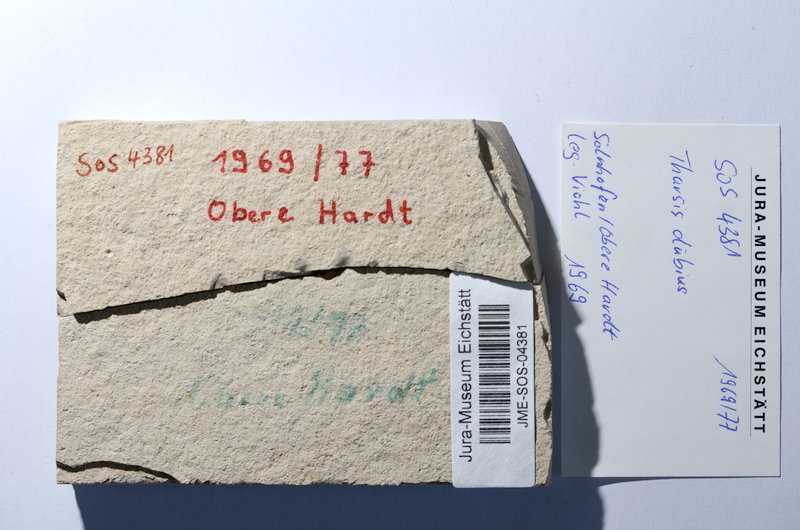 SOS 4381
1969/77
Obere Hardt
Obere Hardt
Jura-Museum Eichstätt
JME-SOS-04381
JURA-MUSEUM EICHSTÄTT
SOS 4381
1969/77
Tharsis dubius
Solnhofen/Obere Hardt
leg. Viohl 1969